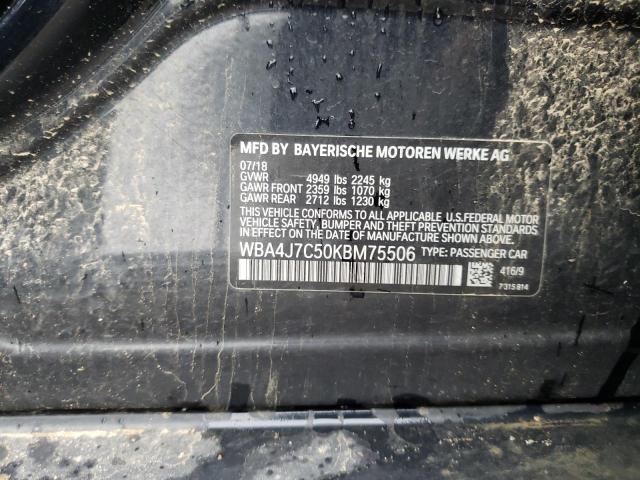 MFD BY BAYERISCHE MOTOREN WERKE AG
07/18
GVWR 4949 lbs 2245 kg
GAWR FRONT 2359 lbs 1070 kg
GAWR REAR 2712 lbs 1230 kg
THIS VEHICLE CONFORMS TO ALL APPLICABLE U.S.FEDERAL MOTOR
VEHICLE SAFETY, BUMPER, AND THEFT PREVENTION STANDARDS
IN EFFECT ON THE DATE OF MANUFACTURE SHOWN ABOVE.
WBA4J7C50KBM75506 TYPE: PASSENGER CAR
416/9
7315814